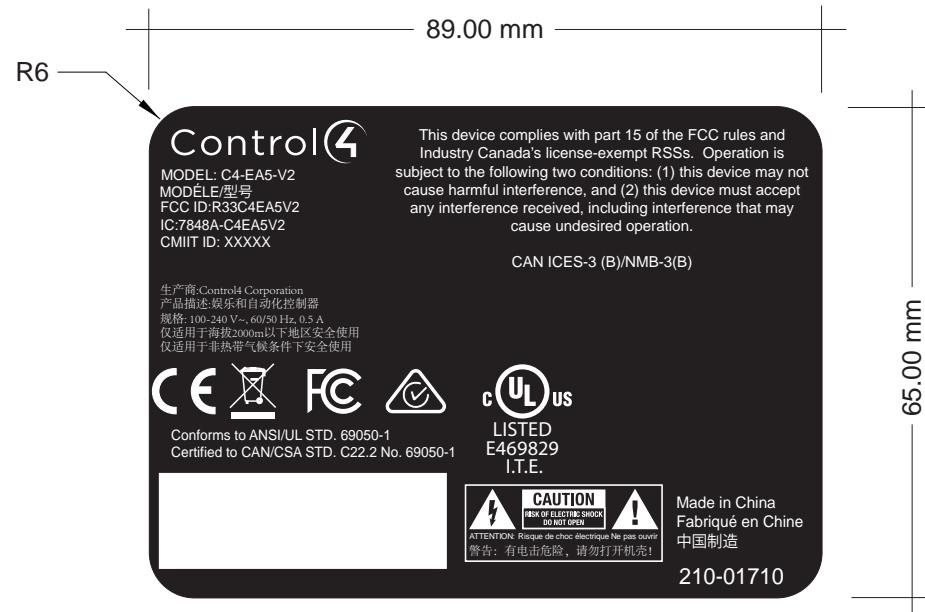 89.00 mm
R6
65.00 mm
Control4
MODEL: C4-EA5-V2
MODÉLE/型号
FCC ID:R33C4EA5V2
IC:7848A-C4EA5V2
CMIIT ID: XXXXX
This device complies with part 15 of the FCC rules and
Industry Canada's license-exempt RSSs.  Operation is
subject to the following two conditions: (1) this device may not
cause harmful interference, and (2) this device must accept
any interference received, including interference that may
cause undesired operation.
CAN ICES-3 (B)/NMB-3(B)
生产商:Control4 Corporation
产品描述:娱乐和自动化控制器
规格: 100-240 V~, 60/50 Hz, 0.5 A
仅适用于海拔2000m以下地区安全使用
仅适用于非热带气候条件下安全使用
CE
FC
C UL US
LISTED
E469829
I.T.E.
Conforms to ANSI/UL STD. 69050-1
Certified to CAN/CSA STD. C22.2 No. 69050-1
CAUTION
RISK OF ELECTRIC SHOCK
DO NOT OPEN
ATTENTION: Risque de choc électrique Ne pas ouvrir
警告: 有电击危险, 请勿打开机壳!
Made in China
Fabriqué en Chine
中国制造
210-01710